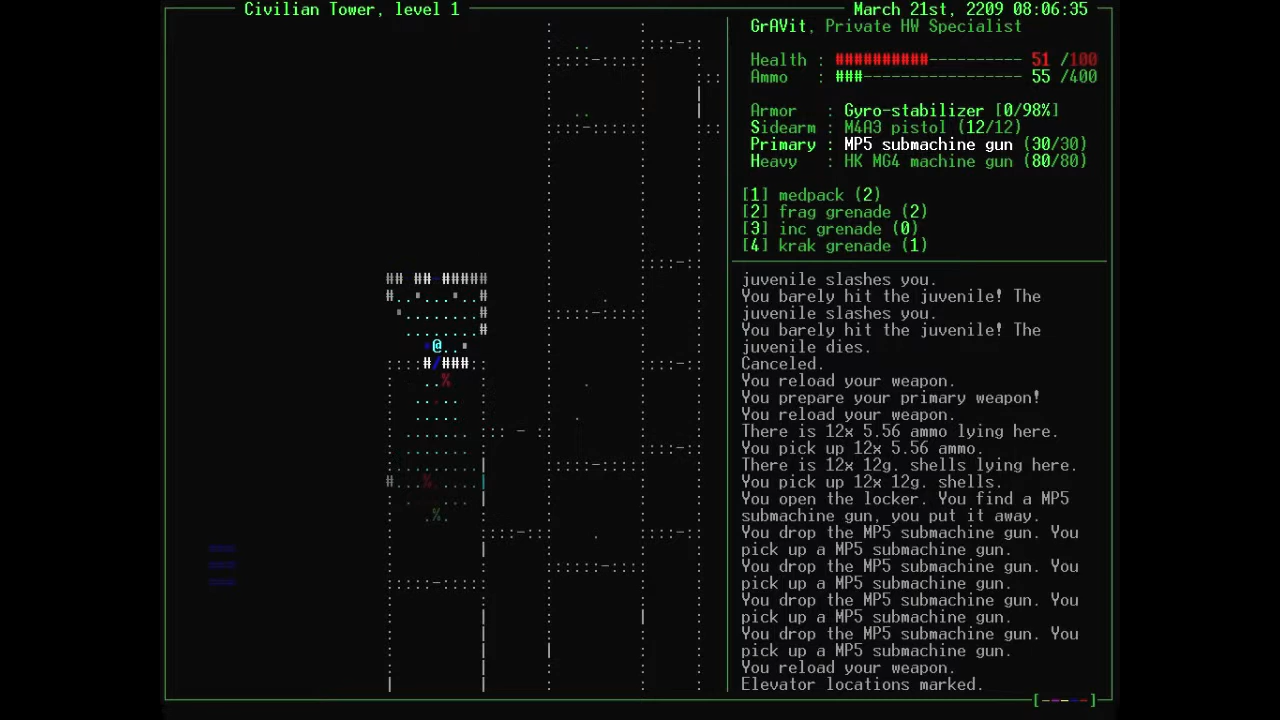 Civilian Tower, level 1
March 21st, 2209 08:06:35
GrAVit, Private HW Specialist
Health : ##########---------- 51 /100
Ammo : ###----------------- 55 /400
Armor : Gyro-stabilizer [0/98%]
Sidearm : M4A3 pistol (12/12)
Primary : MP5 submachine gun (30/30)
Heavy : HK MG4 machine gun (80/80)
[1] medpack (2)
[2] frag grenade (2)
[3] inc grenade (0)
[4] krak grenade (1)
juvenile slashes you.
You barely hit the juvenile! The
juvenile slashes you.
You barely hit the juvenile! The
juvenile dies.
Canceled.
You reload your weapon.
You prepare your primary weapon!
You reload your weapon.
There is 12x 5.56 ammo lying here.
You pick up 12x 5.56 ammo.
There is 12x 12g. shells lying here.
You pick up 12x 12g. shells.
You open the locker. You find a MP5
submachine gun, you put it away.
You drop the MP5 submachine gun. You
pick up a MP5 submachine gun.
You drop the MP5 submachine gun. You
pick up a MP5 submachine gun.
You drop the MP5 submachine gun. You
pick up a MP5 submachine gun.
You drop the MP5 submachine gun. You
pick up a MP5 submachine gun.
You reload your weapon.
Elevator locations marked.
[-----]